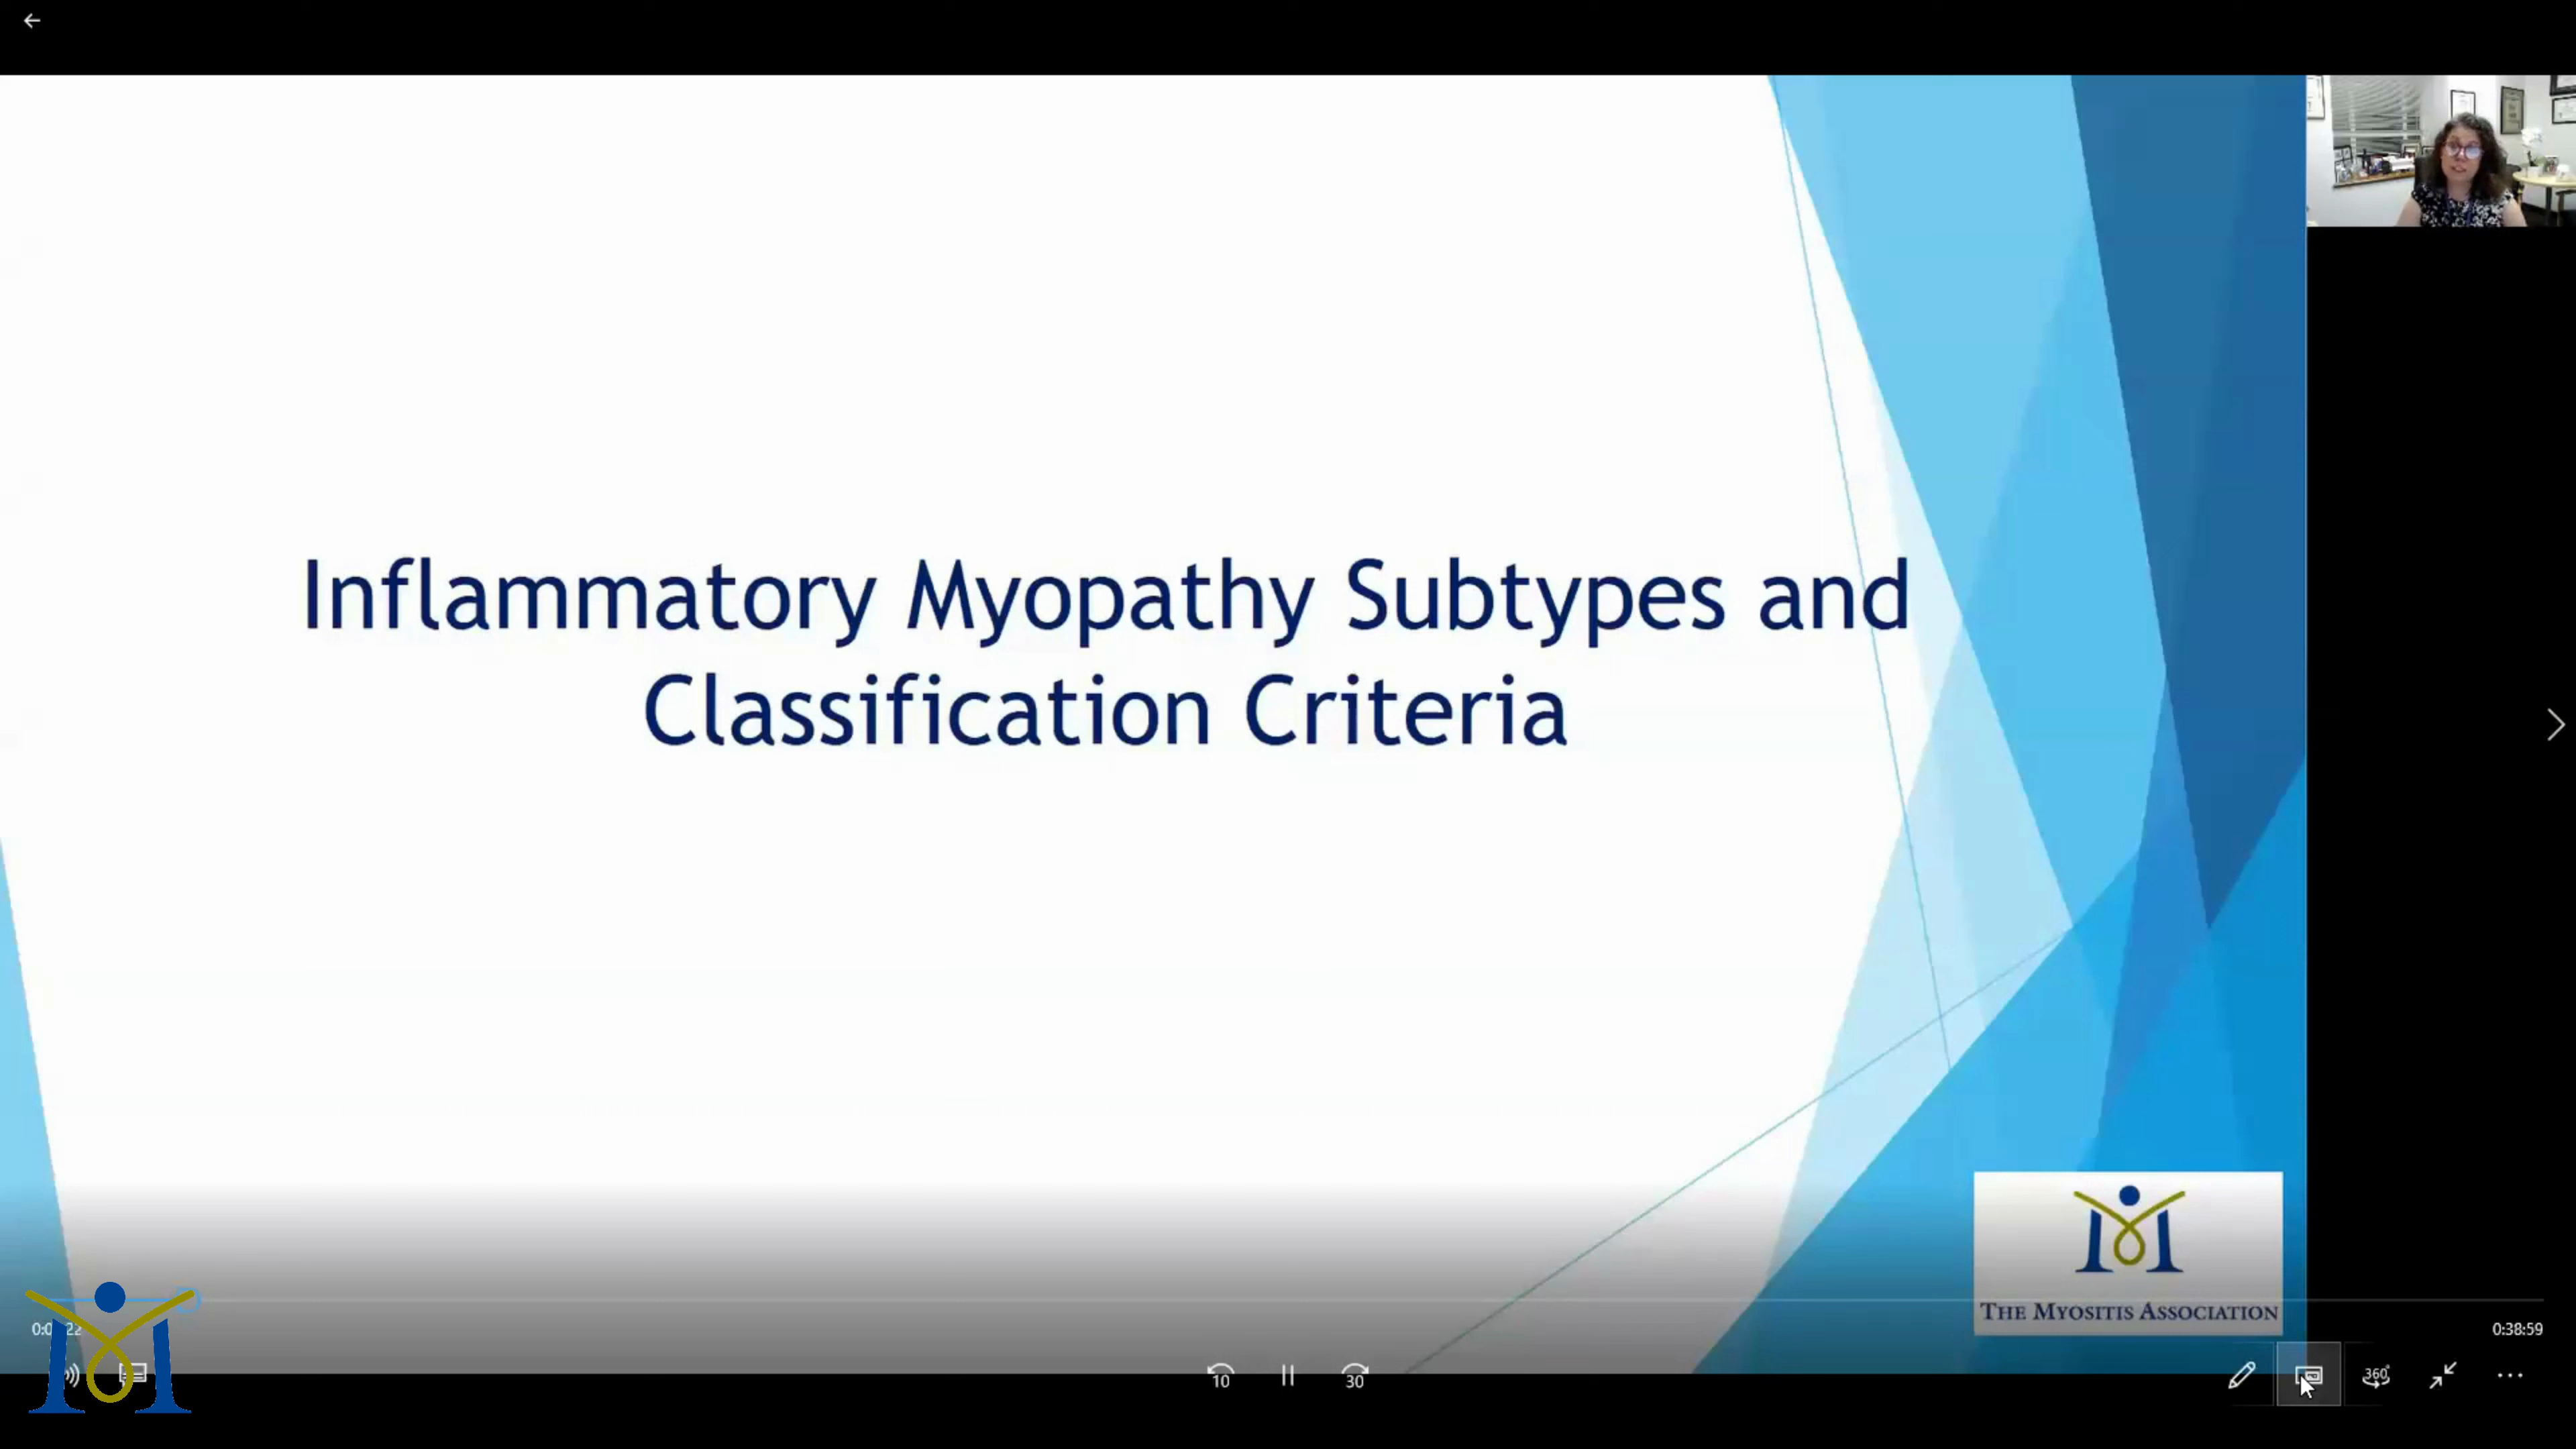 Inflammatory Myopathy Subtypes and
Classification Criteria
THE MYOSITIS ASSOCIATION
0:38:59
10
30
360°